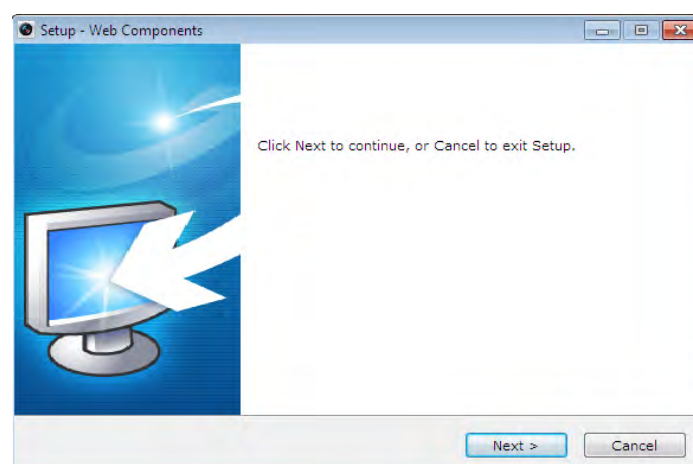 Setup - Web Components
Click Next to continue, or Cancel to exit Setup.
Next >
Cancel